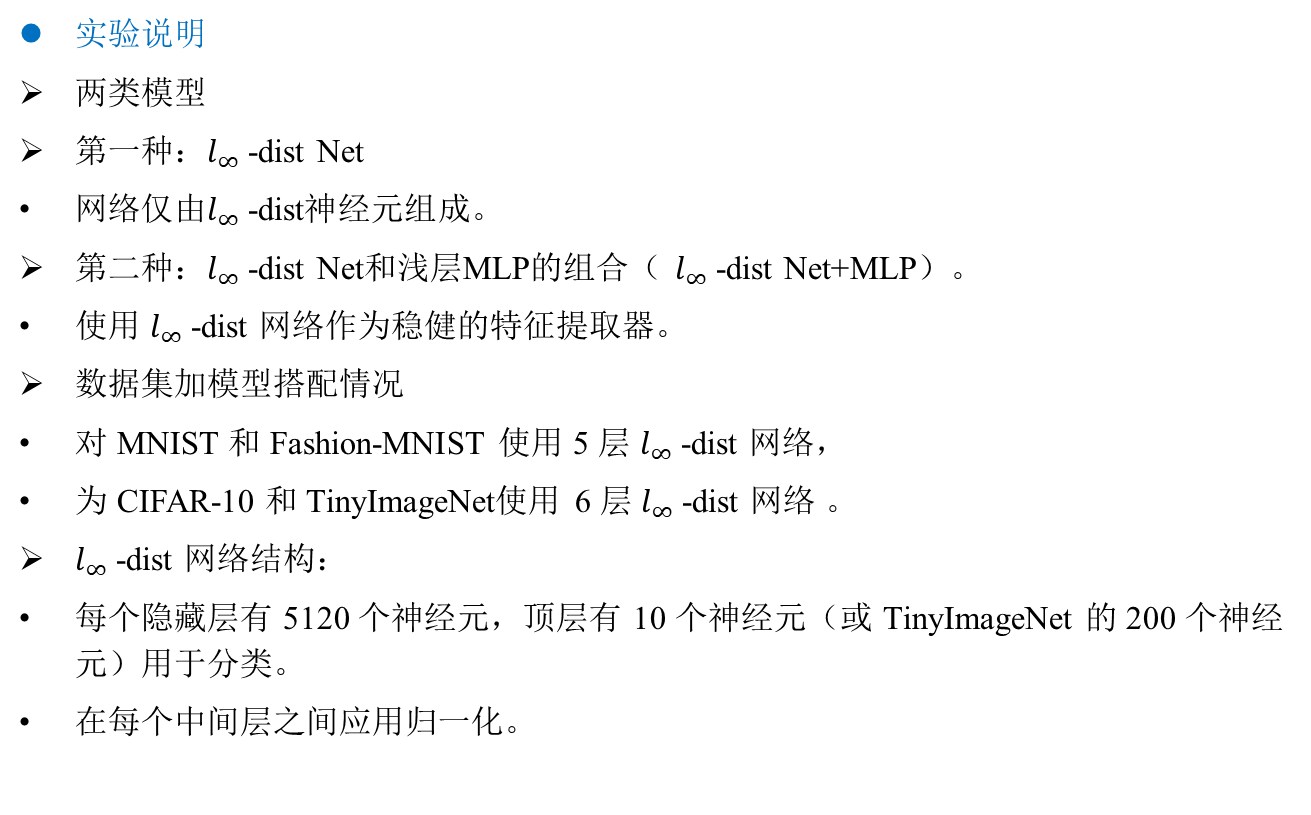 ● 实验说明
➢ 两类模型
➢ 第一种：l∞ -dist Net
• 网络仅由l∞ -dist神经元组成。
➢ 第二种：l∞ -dist Net和浅层MLP的组合（ l∞ -dist Net+MLP）。
• 使用 l∞ -dist 网络作为稳健的特征提取器。
➢ 数据集加模型搭配情况
• 对 MNIST 和 Fashion-MNIST 使用 5 层 l∞ -dist 网络，
• 为 CIFAR-10 和 TinyImageNet使用 6 层 l∞ -dist 网络 。
➢ l∞ -dist 网络结构：
• 每个隐藏层有 5120 个神经元，顶层有 10 个神经元（或 TinyImageNet 的 200 个神经
元）用于分类。
• 在每个中间层之间应用归一化。